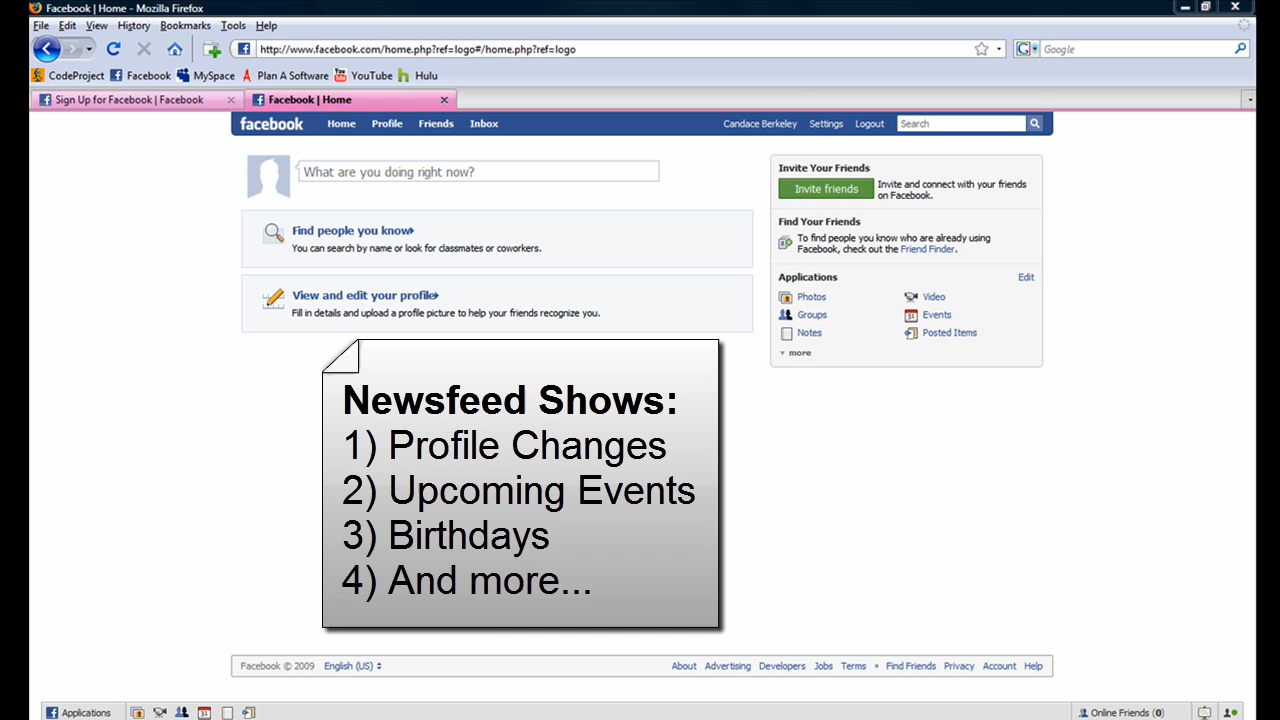 Facebook | Home - Mozilla Firefox
File Edit View History Bookmarks Tools Help
http://www.facebook.com/home.php?ref=logo#/home.php?ref=logo
Google
CodeProject Facebook MySpace Plan A Software YouTube Hulu
Sign Up for Facebook | Facebook
Facebook | Home
facebook Home Profile Friends Inbox Candace Berkeley Settings Logout Search
What are you doing right now?
Find people you know
You can search by name or look for classmates or coworkers.
View and edit your profile
Fill in details and upload a profile picture to help your friends recognize you.
Invite Your Friends
Invite friends
Invite and connect with your friends
on Facebook.
Find Your Friends
To find people you know who are already using
Facebook, check out the Friend Finder.
Applications Edit
Photos Video
Groups Events
Notes Posted Items
more
Newsfeed Shows:
1) Profile Changes
2) Upcoming Events
3) Birthdays
4) And more...
Facebook © 2009 English (US) About Advertising Developers Jobs Terms Find Friends Privacy Account Help
Applications Online Friends (0)